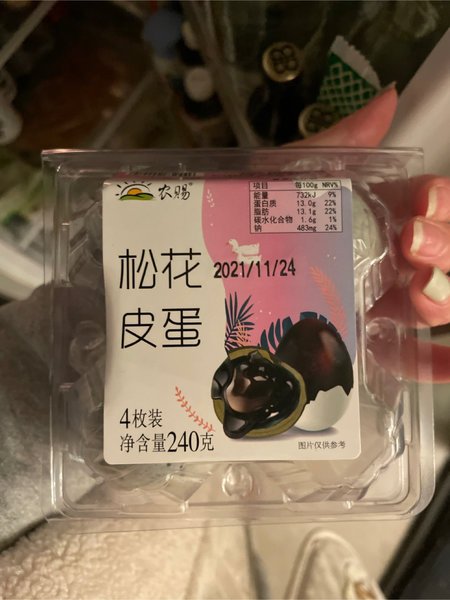 农赐
项目 每100g NRV%
能量 732kJ 9%
蛋白质 13.0g 22%
脂肪 13.1g 22%
碳水化合物 1.6g 1%
钠 483mg 24%
松花
2021/11/24
皮蛋
4枚装
净含量240克
图片仅供参考